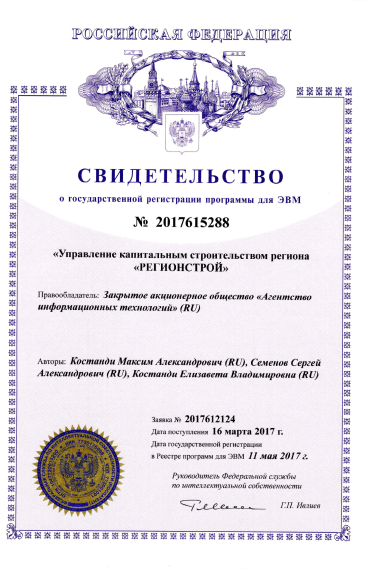 РОССИЙСКАЯ ФЕДЕРАЦИЯ
СВИДЕТЕЛЬСТВО
о государственной регистрации программы для ЭВМ
№ 2017615288
«Управление капитальным строительством региона
«РЕГИОНСТРОЙ»
Правообладатель: Закрытое акционерное общество «Агентство
информационных технологий» (RU)
Авторы: Костанди Максим Александрович (RU), Семенов Сергей
Александрович (RU), Костанди Елизавета Владимировна (RU)
Заявка № 2017612124
Дата поступления 16 марта 2017 г.
Дата государственной регистрации
в Реестре программ для ЭВМ 11 мая 2017 г.
Руководитель Федеральной службы
по интеллектуальной собственности
Г.П. Ивлиев